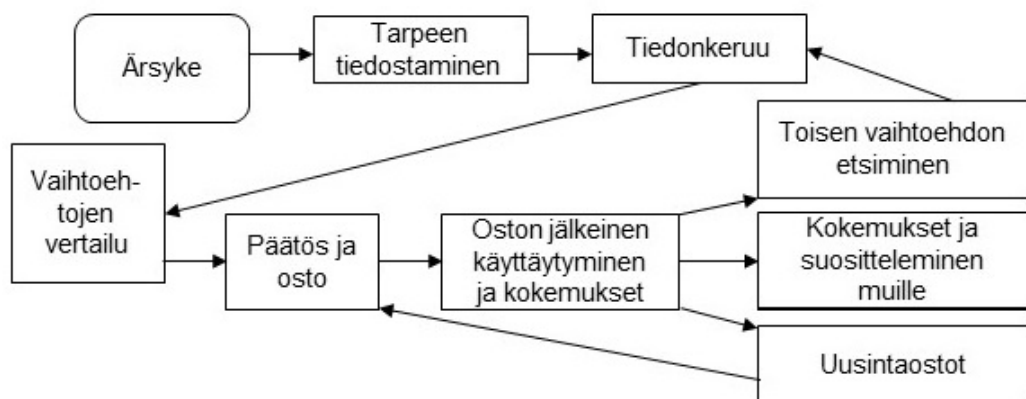 Ärsyke
Tarpeen
tiedostaminen
Tiedonkeruu
Toisen vaihtoehdon
etsiminen
Vaihtoeh-
tojen
vertailu
Päätös ja
osto
Oston jälkeinen
käyttäytyminen
ja kokemukset
Kokemukset ja
suositteleminen
muille
Uusintaostot